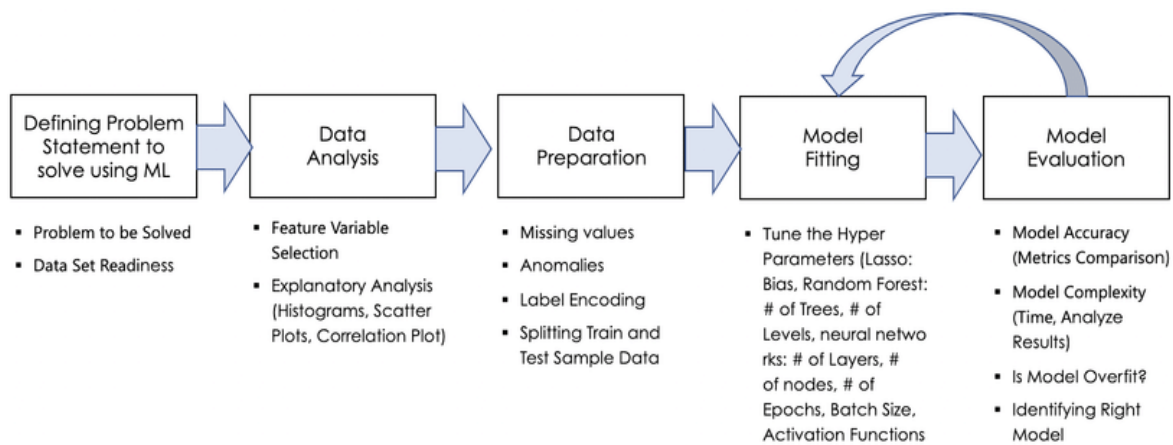 Defining Problem
Statement to
solve using ML
Data
Analysis
Data
Preparation
Model
Fitting
Model
Evaluation
▪ Problem to be Solved
▪ Data Set Readiness
▪ Feature Variable
Selection
▪ Explanatory Analysis
(Histograms, Scatter
Plots, Correlation Plot)
▪ Missing values
▪ Anomalies
▪ Label Encoding
▪ Splitting Train and
Test Sample Data
▪ Tune the Hyper
Parameters (Lasso:
Bias, Random Forest:
# of Trees, # of
Levels, neural netwo
rks: # of Layers, #
of nodes, # of
Epochs, Batch Size,
Activation Functions
▪ Model Accuracy
(Metrics Comparison)
▪ Model Complexity
(Time, Analyze
Results)
▪ Is Model Overfit?
▪ Identifying Right
Model